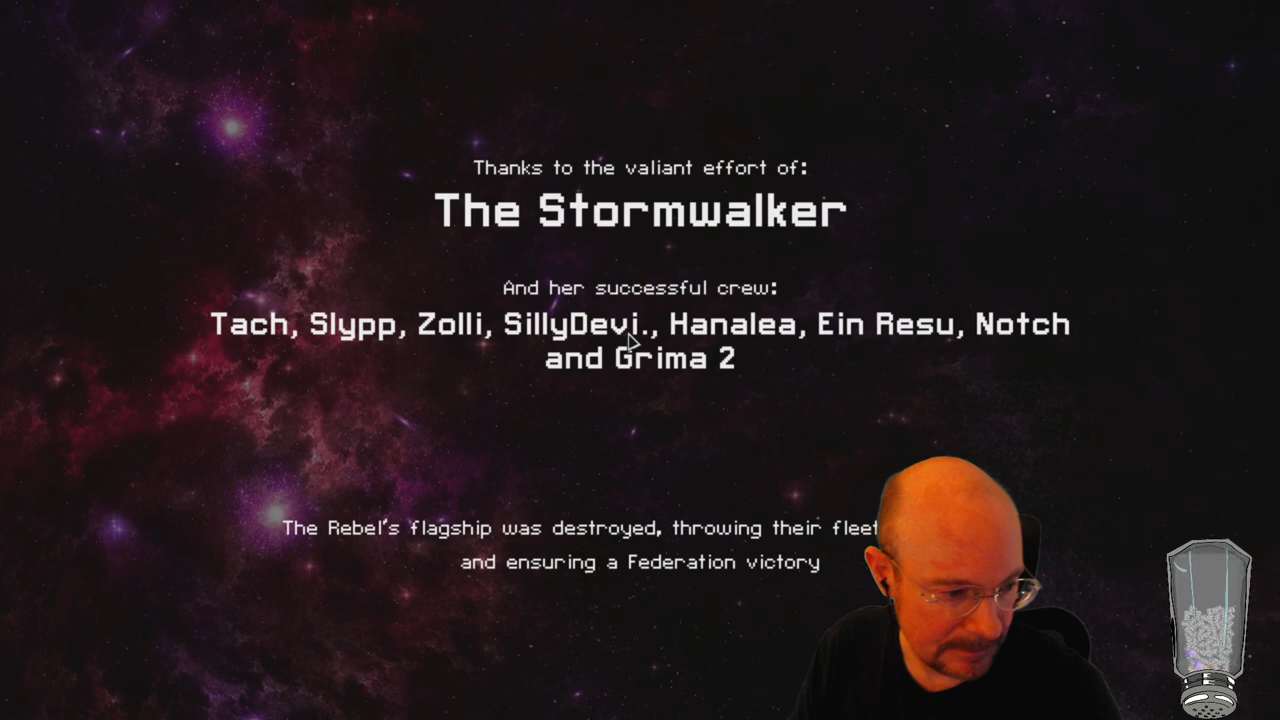 Thanks to the valiant effort of:
The Stormwalker
And her successful crew:
Tach, Slypp, Zolli, SillyDevi., Hanalea, Ein Resu, Notch
and Grima 2
The Rebel's flagship was destroyed, throwing their fleet
and ensuring a Federation victory